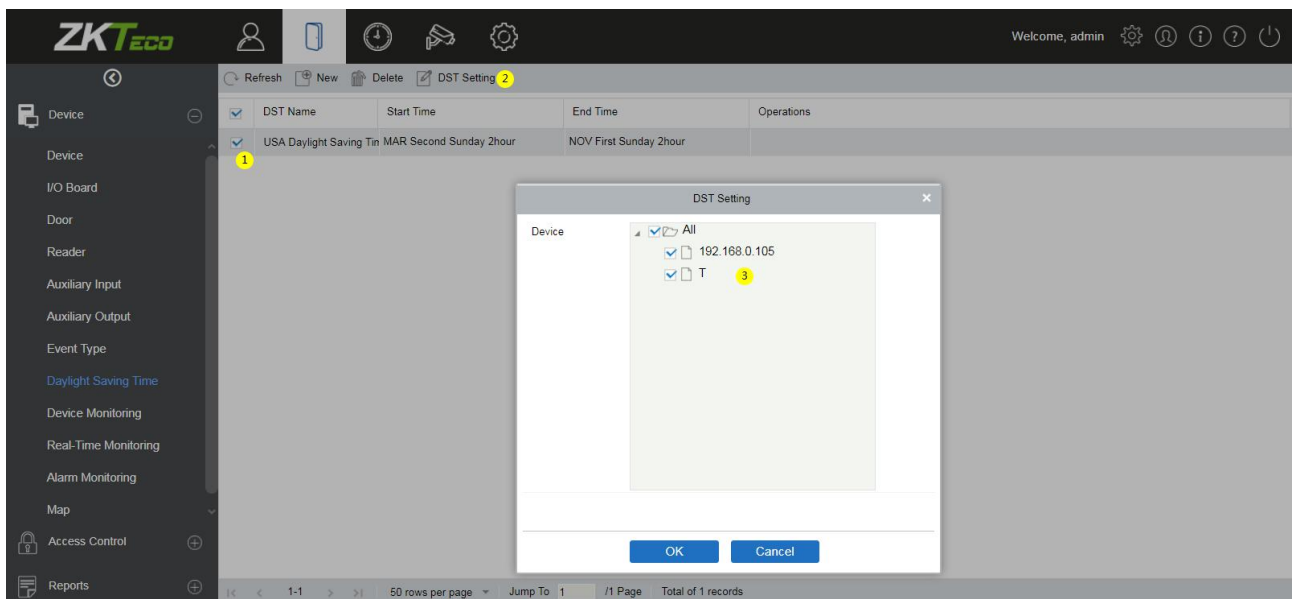 ZKTECO
Welcome, admin
Refresh New Delete DST Setting 2
Device
DST Name Start Time End Time Operations
1 USA Daylight Saving Tim MAR Second Sunday 2hour NOV First Sunday 2hour
Device
I/O Board
Door
Reader
Auxiliary Input
Auxiliary Output
Event Type
Daylight Saving Time
Device Monitoring
Real-Time Monitoring
Alarm Monitoring
Map
Access Control
Reports
DST Setting
Device
All
192.168.0.105
T 3
OK Cancel
1-1 50 rows per page Jump To 1 /1 Page Total of 1 records